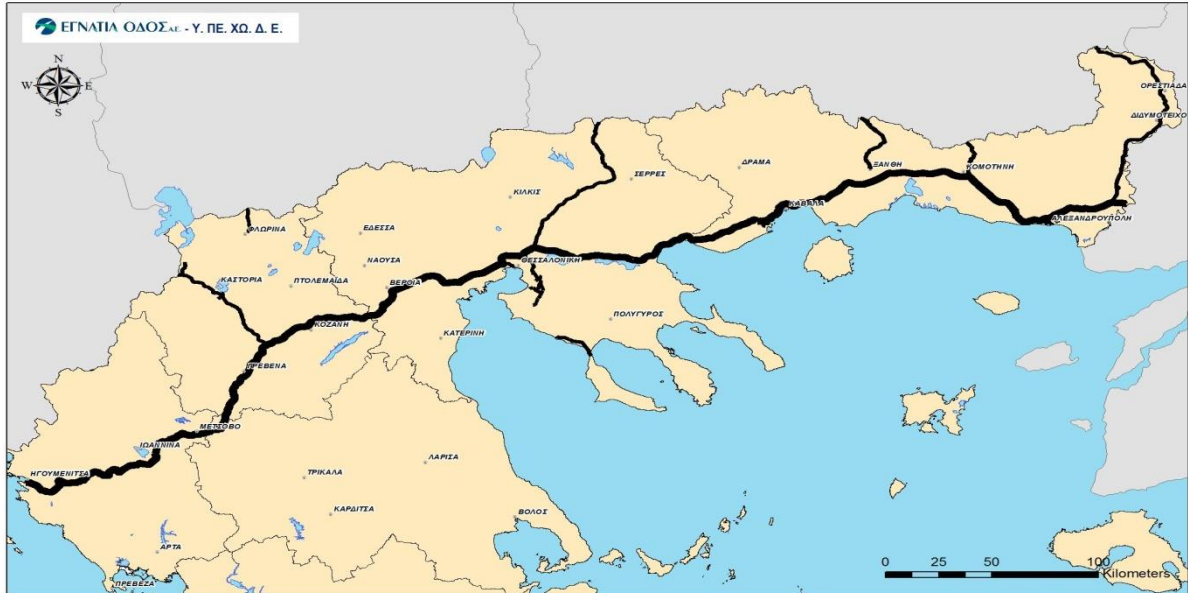 ΕΓΝΑΤΙΑ ΟΔΟΣ Α.Ε. - Υ. ΠΕ. ΧΩ. Δ. Ε.
N
W E
S
ΟΡΕΣΤΙΑΔΑ
ΔΙΔΥΜΟΤΕΙΧΟ
ΞΑΝΘΗ
ΚΟΜΟΤΗΝΗ
ΔΡΑΜΑ
ΣΕΡΡΕΣ
ΚΙΛΚΙΣ
ΚΑΒΑΛΑ
ΑΛΕΞΑΝΔΡΟΥΠΟΛΗ
ΦΛΩΡΙΝΑ
ΕΔΕΣΣΑ
ΝΑΟΥΣΑ
ΘΕΣΣΑΛΟΝΙΚΗ
ΚΑΣΤΟΡΙΑ
ΠΤΟΛΕΜΑΪΔΑ
ΒΕΡΟΙΑ
ΠΟΛΥΓΥΡΟΣ
ΚΟΖΑΝΗ
ΚΑΤΕΡΙΝΗ
ΓΡΕΒΕΝΑ
ΜΕΤΣΟΒΟ
ΙΩΑΝΝΙΝΑ
ΗΓΟΥΜΕΝΙΤΣΑ
ΛΑΡΙΣΑ
ΤΡΙΚΑΛΑ
ΚΑΡΔΙΤΣΑ
ΒΟΛΟΣ
ΑΡΤΑ
ΠΡΕΒΕΖΑ
0 25 50 100
Kilometers